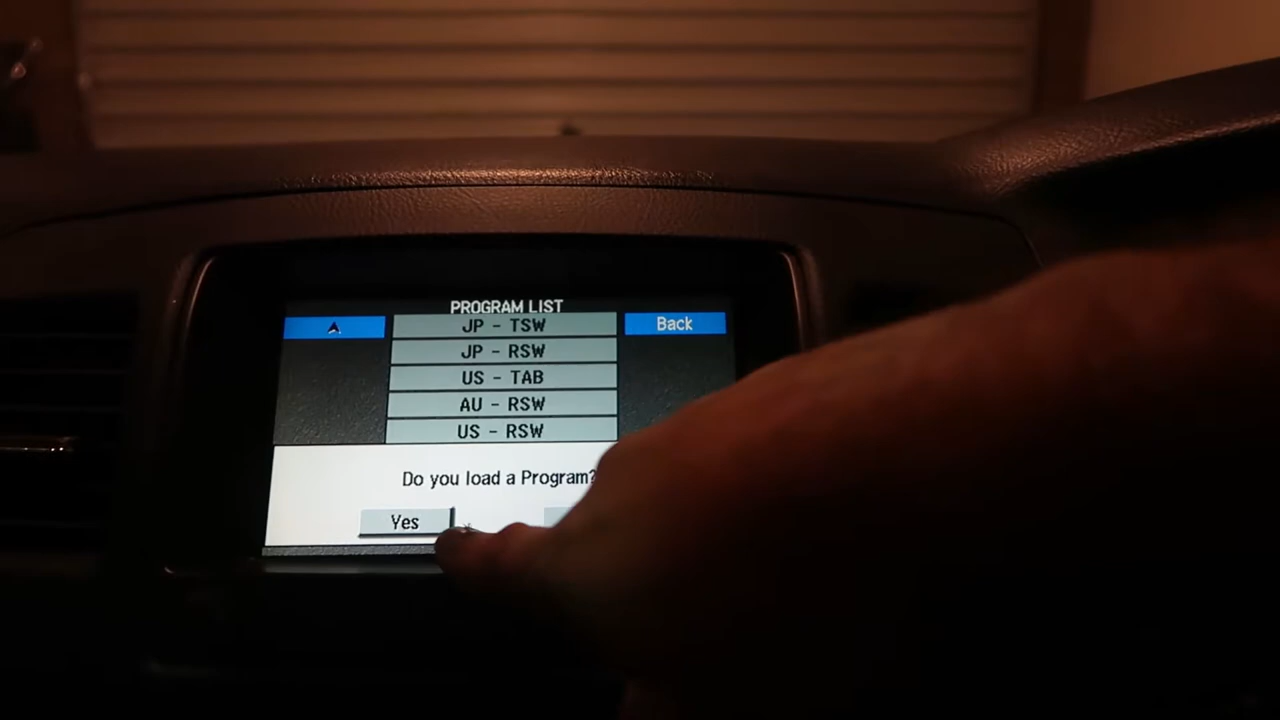 PROGRAM LIST
JP - TSW
Back
JP - RSW
US - TAB
AU - RSW
US - RSW
Do you load a Program?
Yes